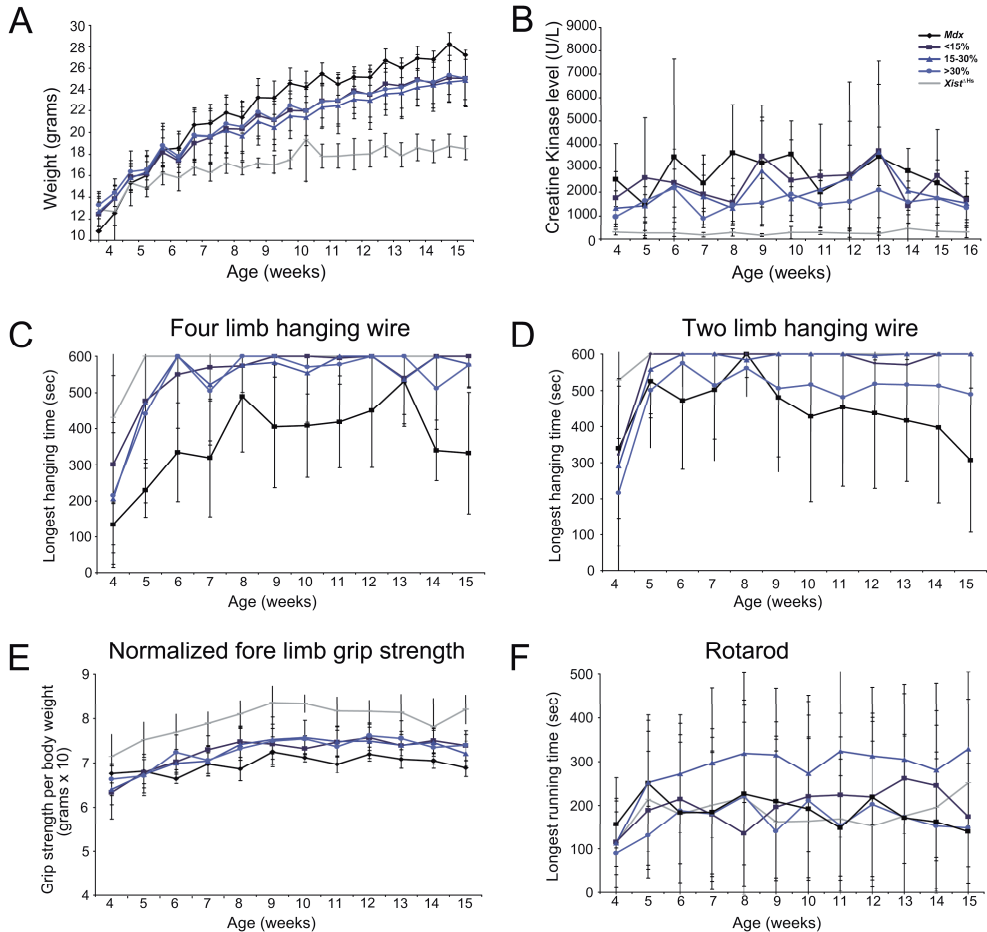 A
Weight (grams)
30
28
26
24
22
20
18
16
14
12
10
4 5 6 7 8 9 10 11 12 13 14 15
Age (weeks)
B
Creatine Kinase level (U/L)
9000
8000
7000
6000
5000
4000
3000
2000
1000
0
4 5 6 7 8 9 10 11 12 13 14 15 16
Age (weeks)
Mdx
<15%
15-30%
>30%
Xist^ΔHs
C
Four limb hanging wire
Longest hanging time (sec)
600
500
400
300
200
100
0
4 5 6 7 8 9 10 11 12 13 14 15
Age (weeks)
D
Two limb hanging wire
Longest hanging time (sec)
600
500
400
300
200
100
0
4 5 6 7 8 9 10 11 12 13 14 15
Age (weeks)
E
Normalized fore limb grip strength
Grip strength per body weight
(grams x 10)
9
8
7
6
5
4
4 5 6 7 8 9 10 11 12 13 14 15
Age (weeks)
F
Rotarod
Longest running time (sec)
500
400
300
200
100
0
4 5 6 7 8 9 10 11 12 13 14 15
Age (weeks)